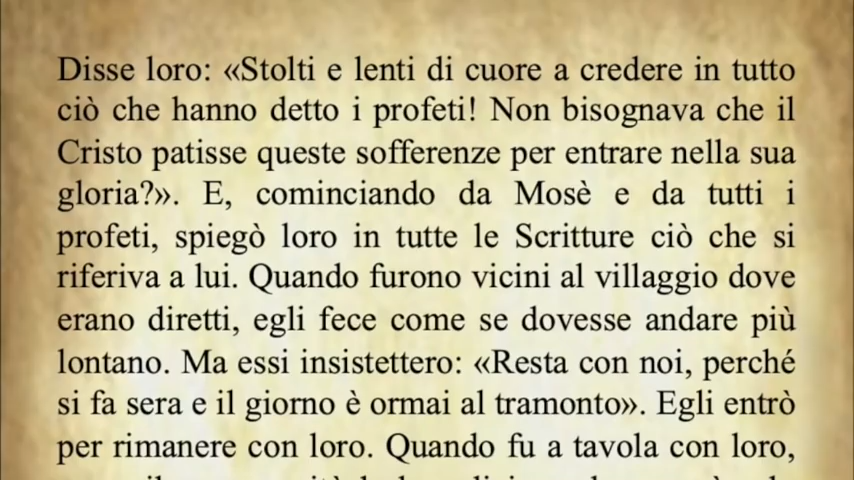 Disse loro: «Stolti e lenti di cuore a credere in tutto
ciò che hanno detto i profeti! Non bisognava che il
Cristo patisse queste sofferenze per entrare nella sua
gloria?». E, cominciando da Mosè e da tutti i
profeti, spiegò loro in tutte le Scritture ciò che si
riferiva a lui. Quando furono vicini al villaggio dove
erano diretti, egli fece come se dovesse andare più
lontano. Ma essi insistettero: «Resta con noi, perché
si fa sera e il giorno è ormai al tramonto». Egli entrò
per rimanere con loro. Quando fu a tavola con loro,